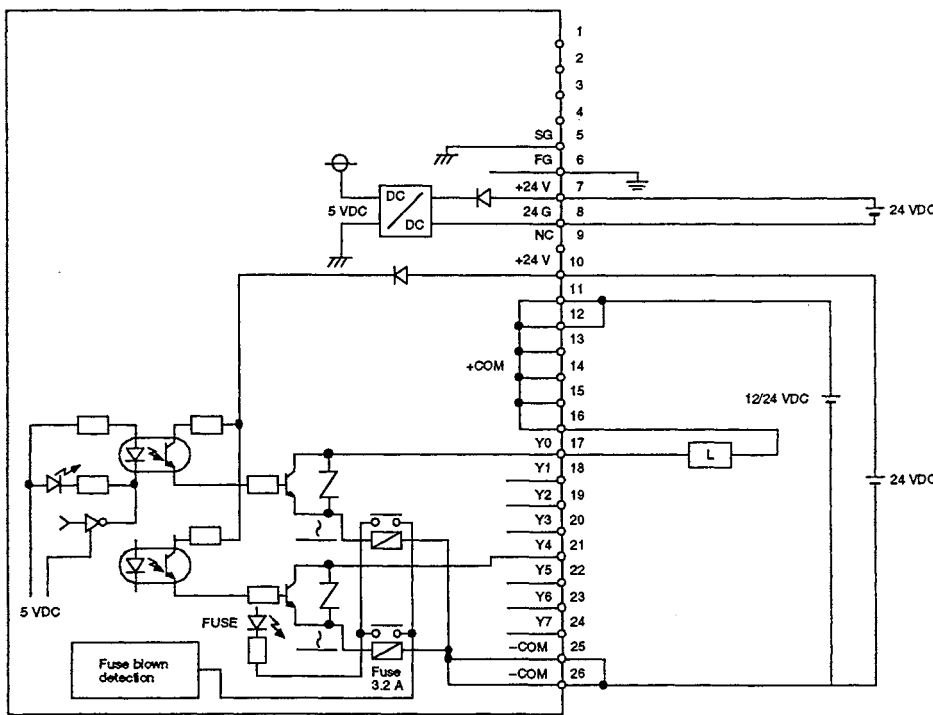 1
2
3
4
SG 5
FG 6
+24 V 7
5 VDC DC DC 24 G 8 24 VDC
NC 9
+24 V 10
11
12
13
+COM 14
15
12/24 VDC
16
Y0 17
L
Y1 18
24 VDC
Y2 19
Y3 20
Y4 21
Y5 22
Y6 23
5 VDC
FUSE Y7 24
-COM 25
Fuse blown
detection
Fuse
3.2 A
-COM 26